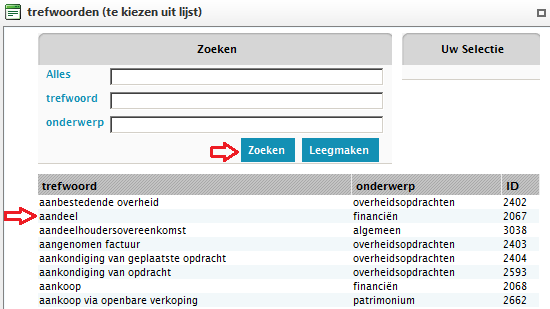 trefwoorden (te kiezen uit lijst)
Zoeken
Uw Selectie
Alles
trefwoord
onderwerp
Zoeken Leegmaken
trefwoord onderwerp ID
aanbestedende overheid overheidsopdrachten 2402
aandeel financiën 2067
aandeelhoudersovereenkomst algemeen 3038
aangenomen factuur overheidsopdrachten 2403
aankondiging van geplaatste opdracht overheidsopdrachten 2404
aankondiging van opdracht overheidsopdrachten 2593
aankoop financiën 2068
aankoop via openbare verkoping patrimonium 2662